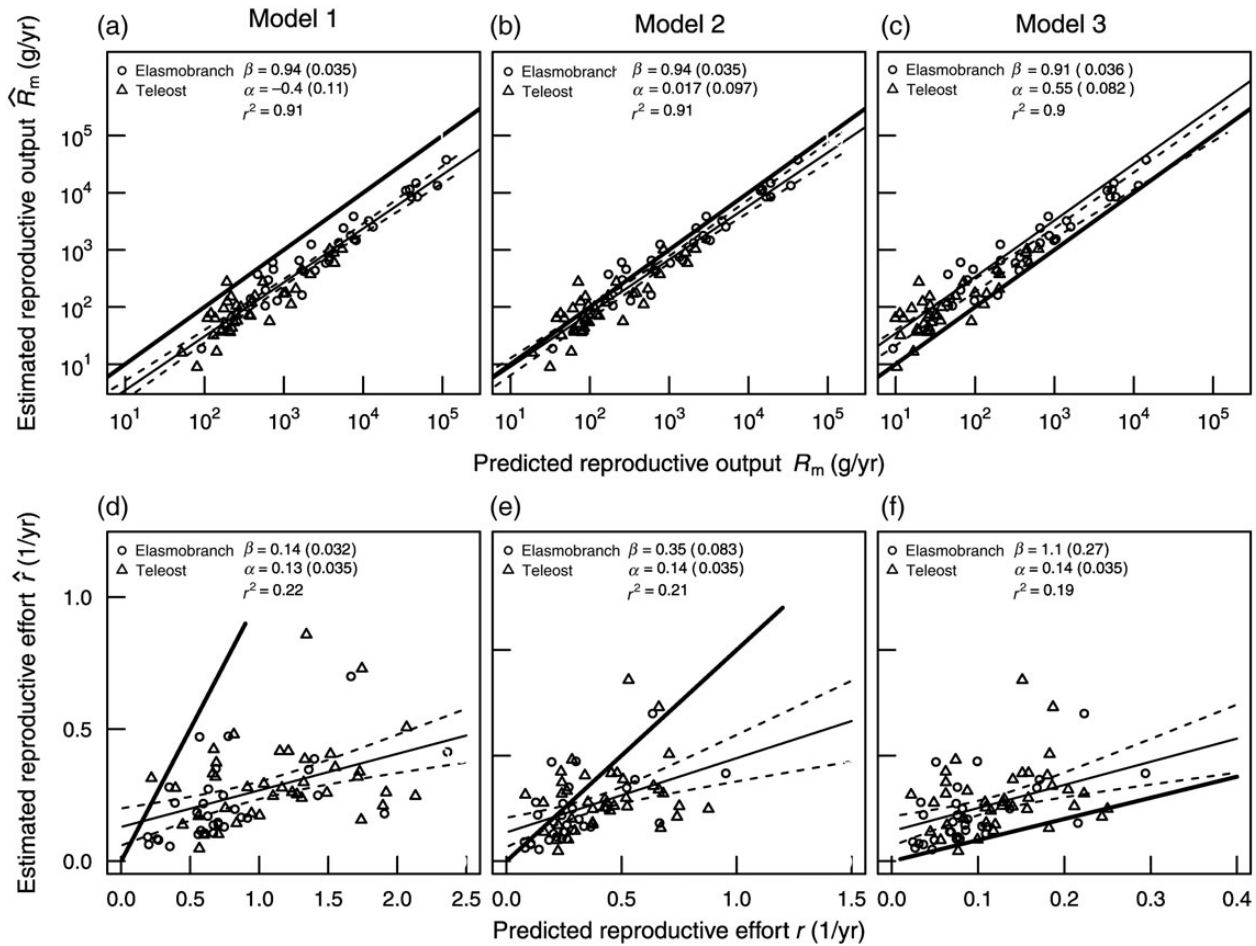 (a) Model 1
(b) Model 2
(c) Model 3
Estimated reproductive output R̂m (g/yr)
Elasmobranch β = 0.94 (0.035)
Teleost α = −0.4 (0.11)
r² = 0.91
Elasmobranch β = 0.94 (0.035)
Teleost α = 0.017 (0.097)
r² = 0.91
Elasmobranch β = 0.91 ( 0.036 )
Teleost α = 0.55 ( 0.082 )
r² = 0.9
10⁵
10⁴
10³
10²
10¹
10¹ 10² 10³ 10⁴ 10⁵
10¹ 10² 10³ 10⁴ 10⁵
10¹ 10² 10³ 10⁴ 10⁵
Predicted reproductive output Rm (g/yr)
(d)
(e)
(f)
Estimated reproductive effort r̂ (1/yr)
Elasmobranch β = 0.14 (0.032)
Teleost α = 0.13 (0.035)
r² = 0.22
Elasmobranch β = 0.35 (0.083)
Teleost α = 0.14 (0.035)
r² = 0.21
Elasmobranch β = 1.1 (0.27)
Teleost α = 0.14 (0.035)
r² = 0.19
1.0
0.5
0.0
0.0 0.5 1.0 1.5 2.0 2.5
0.0 0.5 1.0 1.5
0.0 0.1 0.2 0.3 0.4
Predicted reproductive effort r (1/yr)